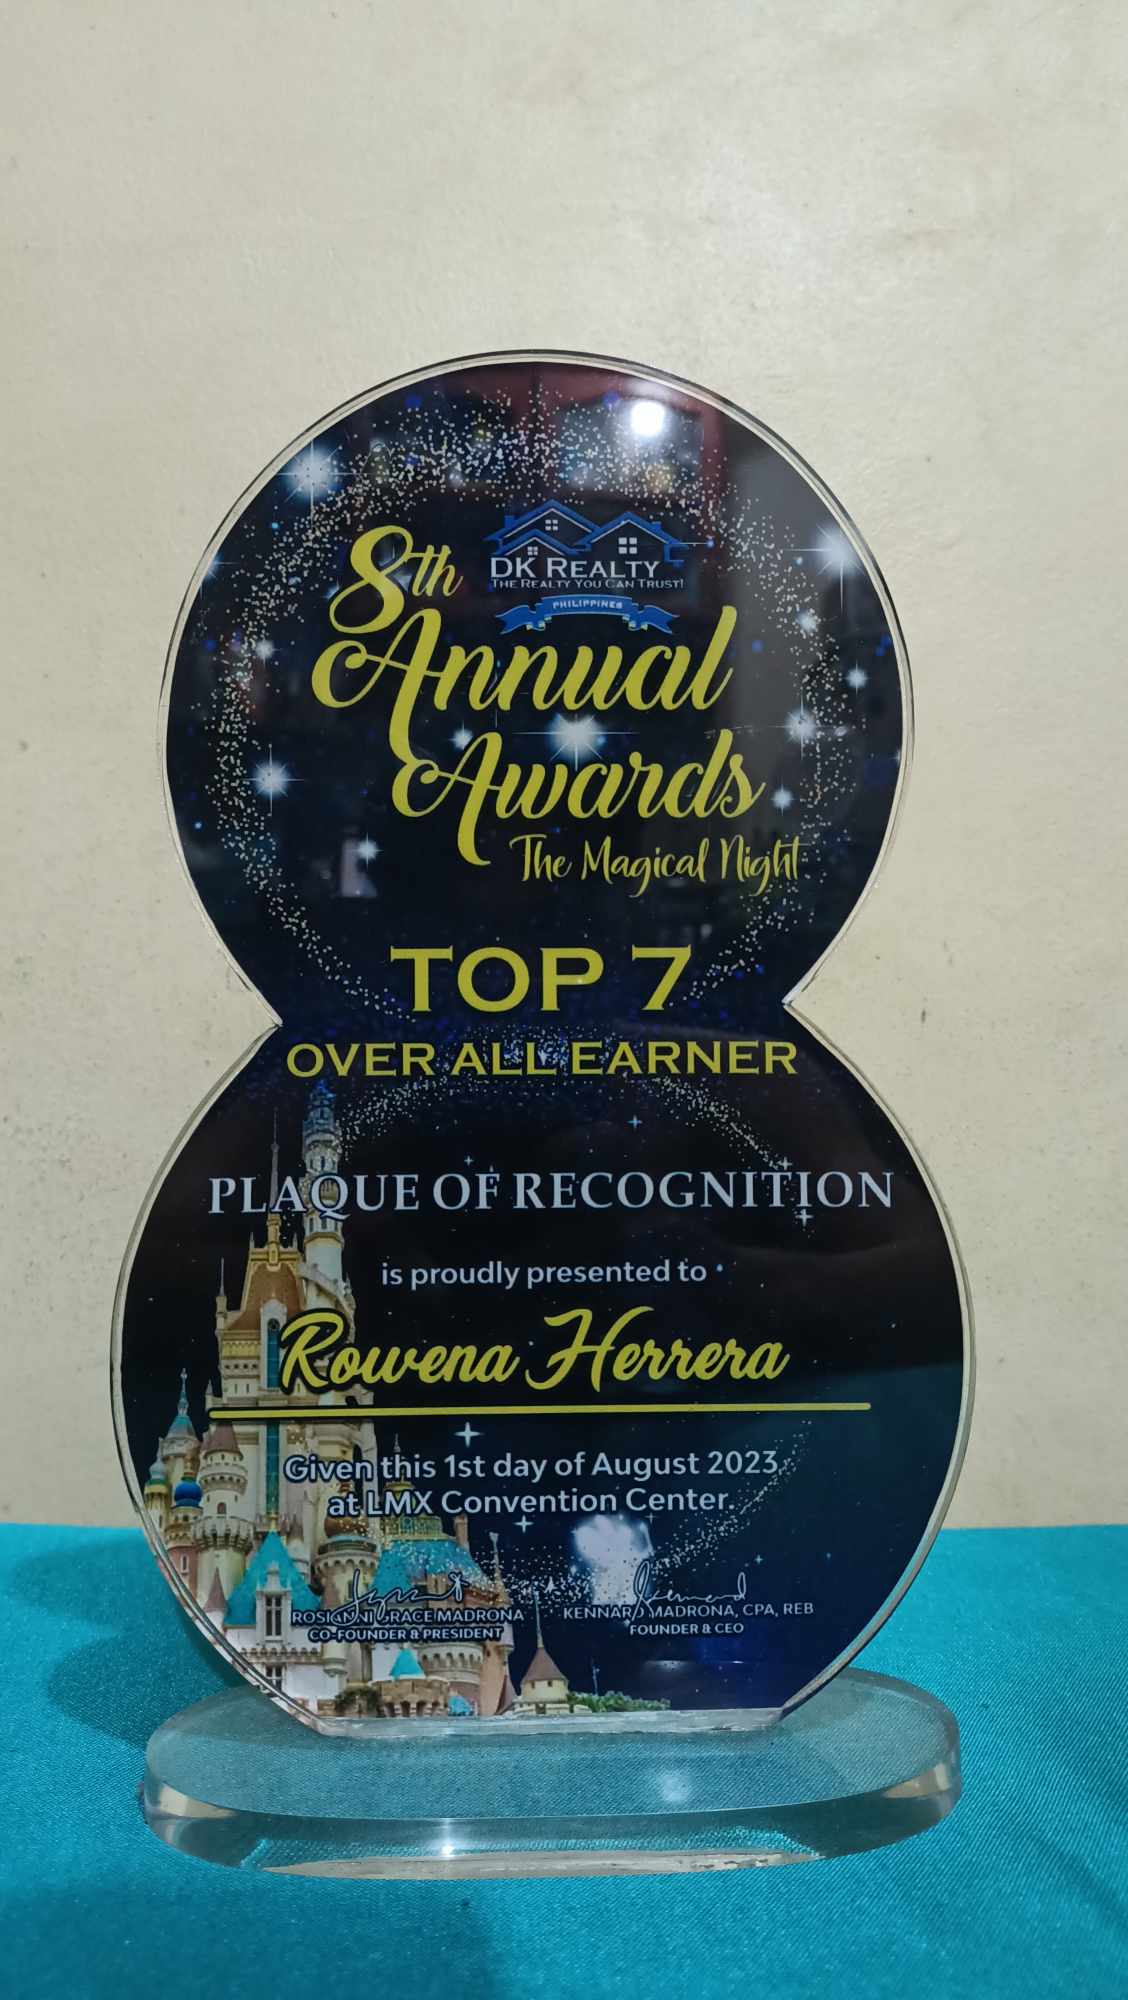 8th
DK REALTY
THE REALTY YOU CAN TRUST!
PHILIPPINES
Annual
Awards
The Magical Night
TOP 7
OVER ALL EARNER
PLAQUE OF RECOGNITION
is proudly presented to
Rowena Herrera
Given this 1st day of August 2023
at LMX Convention Center.
ROSIANNI GRACE MADRONA
CO-FOUNDER & PRESIDENT
KENNARD MADRONA, CPA, REB
FOUNDER & CEO